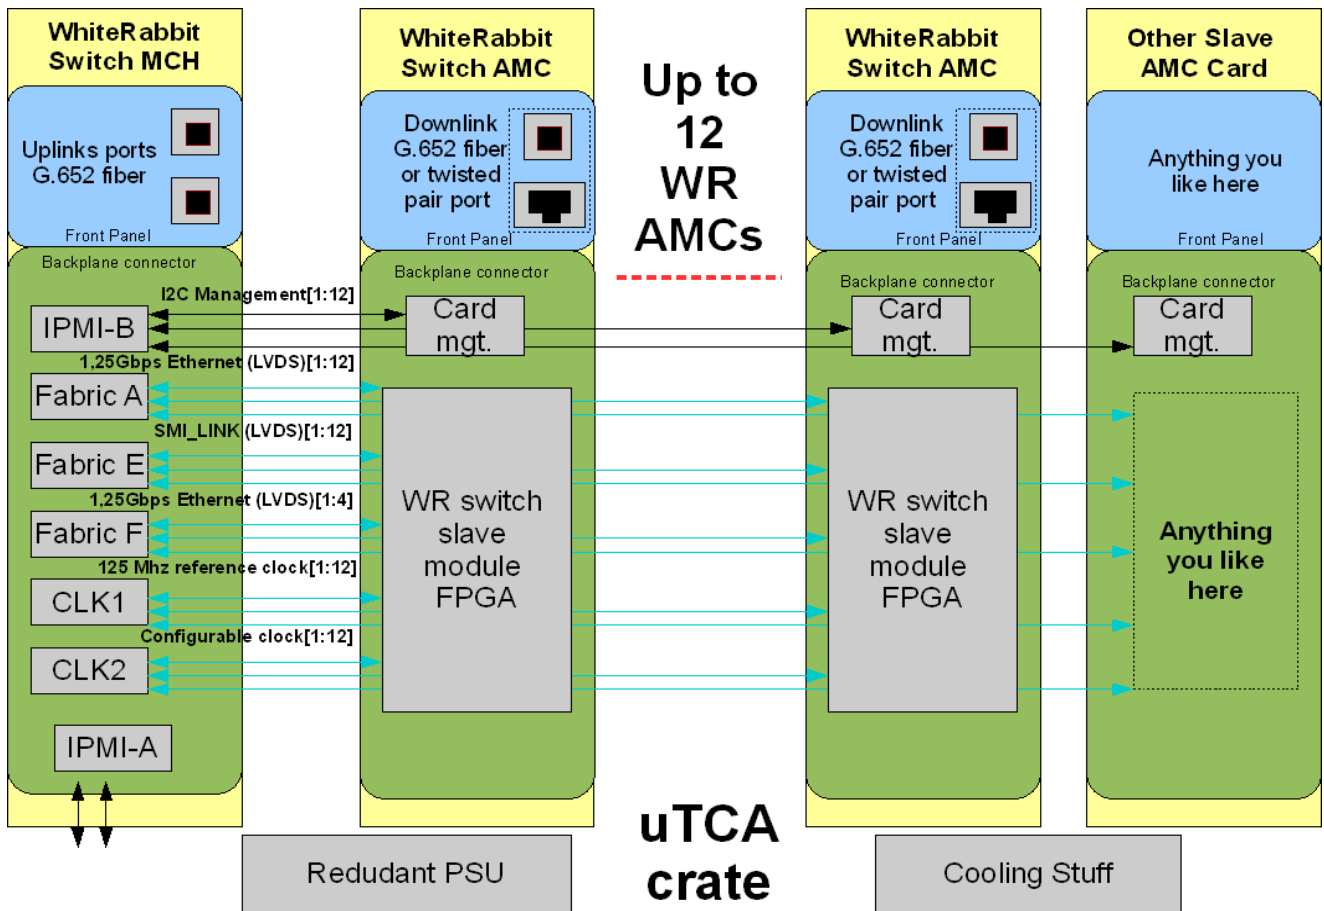 WhiteRabbit
Switch MCH
Uplinks ports
G.652 fiber
Front Panel
Backplane connector
I2C Management[1:12]
IPMI-B
1,25Gbps Ethernet (LVDS)[1:12]
Fabric A
SMI_LINK (LVDS)[1:12]
Fabric E
1,25Gbps Ethernet (LVDS)[1:4]
Fabric F
125 Mhz reference clock[1:12]
CLK1
Configurable clock[1:12]
CLK2
IPMI-A
WhiteRabbit
Switch AMC
Downlink
G.652 fiber
or twisted
pair port
Front Panel
Backplane connector
Card
mgt.
WR switch
slave
module
FPGA
Up to
12
WR
AMCs
WhiteRabbit
Switch AMC
Downlink
G.652 fiber
or twisted
pair port
Front Panel
Backplane connector
Card
mgt.
WR switch
slave
module
FPGA
Other Slave
AMC Card
Anything you
like here
Front Panel
Backplane connector
Card
mgt.
Anything
you like
here
Redudant PSU
uTCA
crate
Cooling Stuff